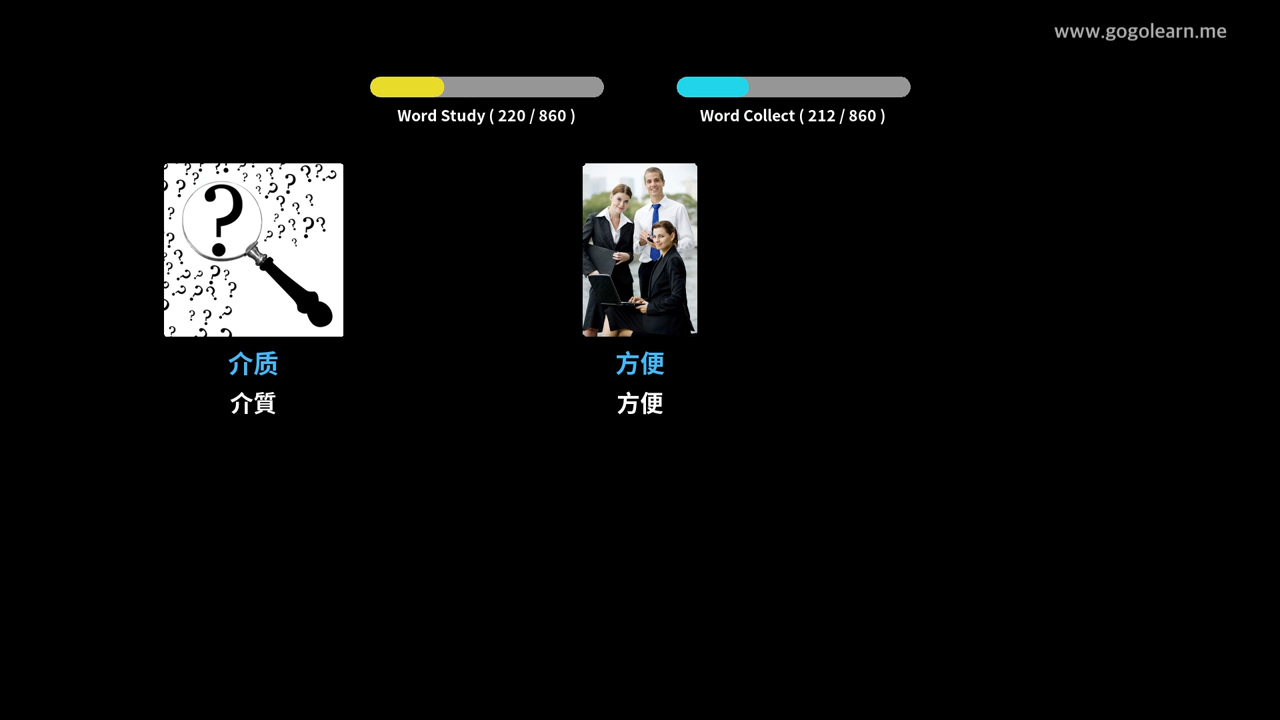 www.gogolearn.me
Word Study ( 220 / 860 )
Word Collect ( 212 / 860 )
介质
介質
方便
方便